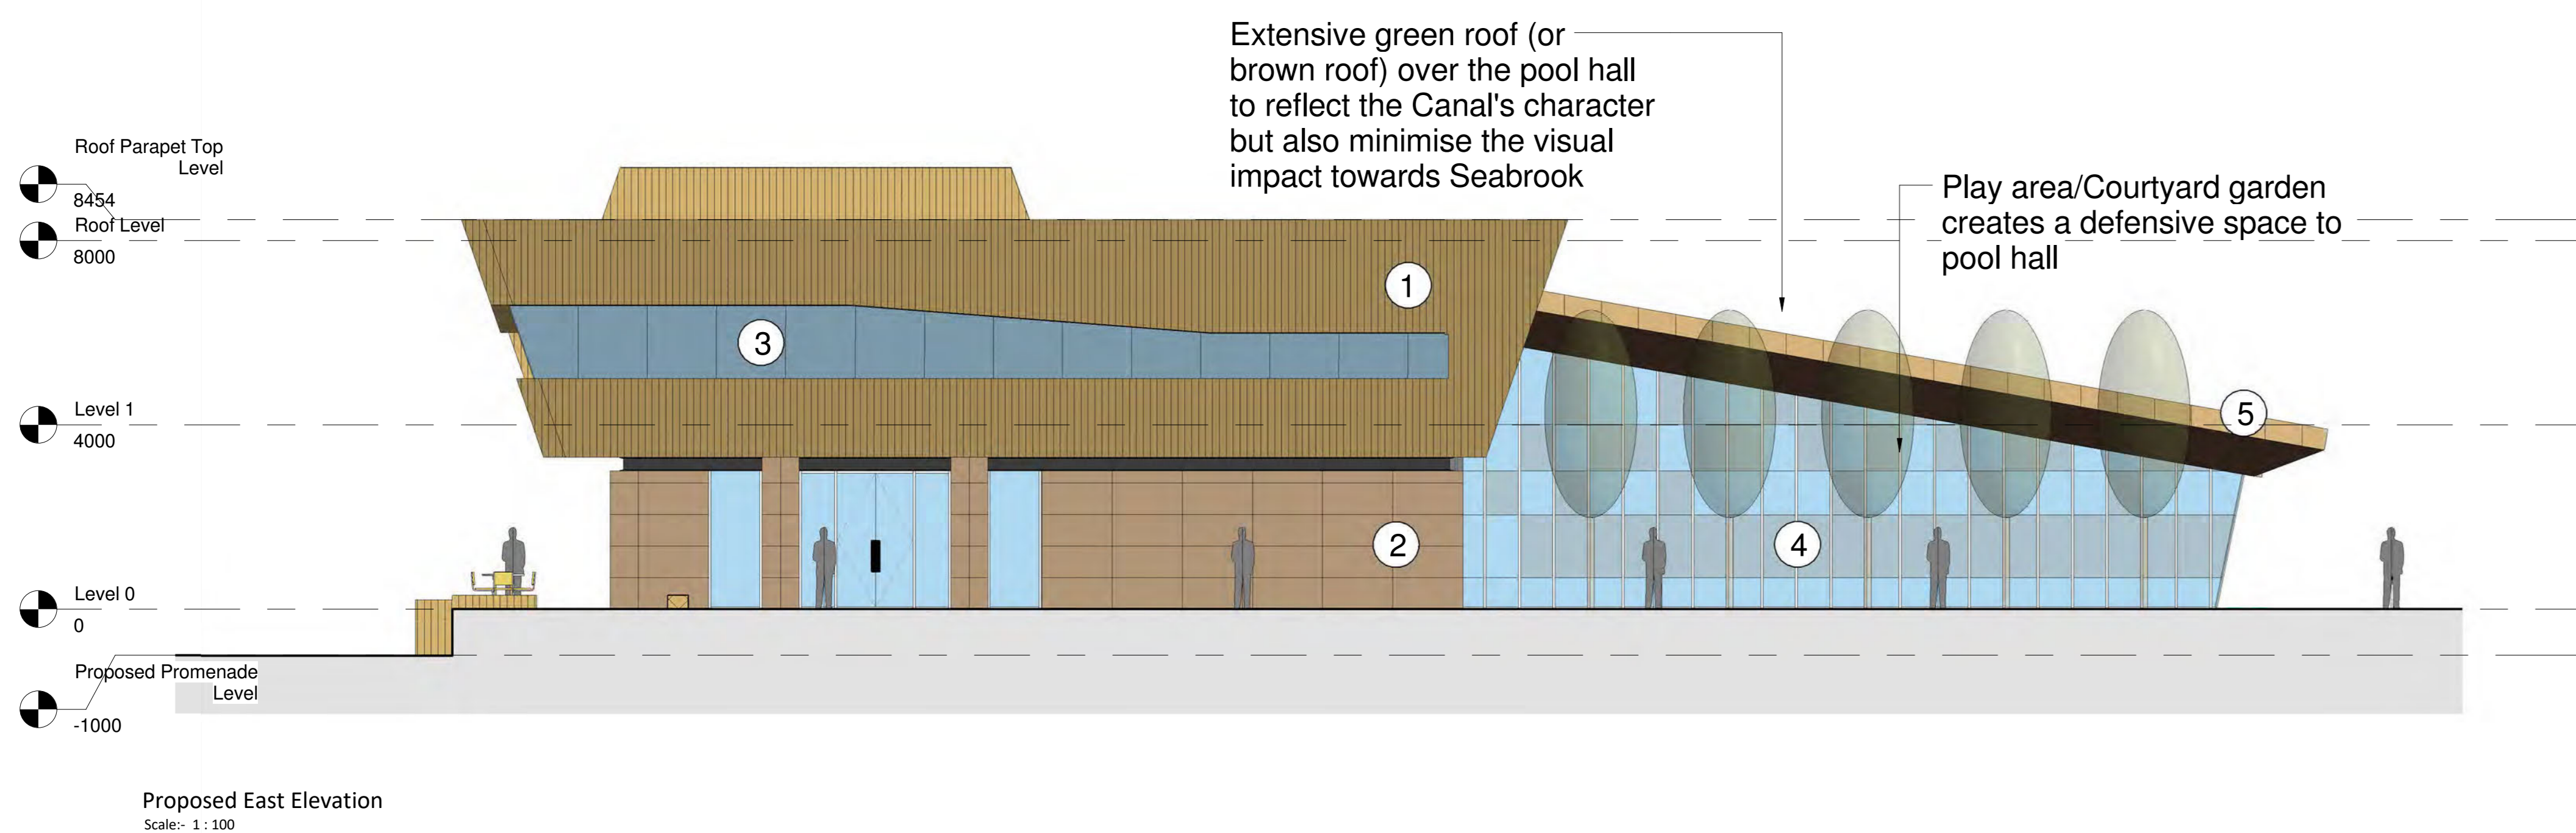 Extensive green roof (or
brown roof) over the pool hall
to reflect the Canal's character
but also minimise the visual
impact towards Seabrook
Play area/Courtyard garden
creates a defensive space to
pool hall
Roof Parapet Top
Level
8454
Roof Level
8000
1
3
5
Level 1
4000
2
4
Level 0
0
Proposed Promenade
Level
-1000
Proposed East Elevation
Scale:- 1 : 100